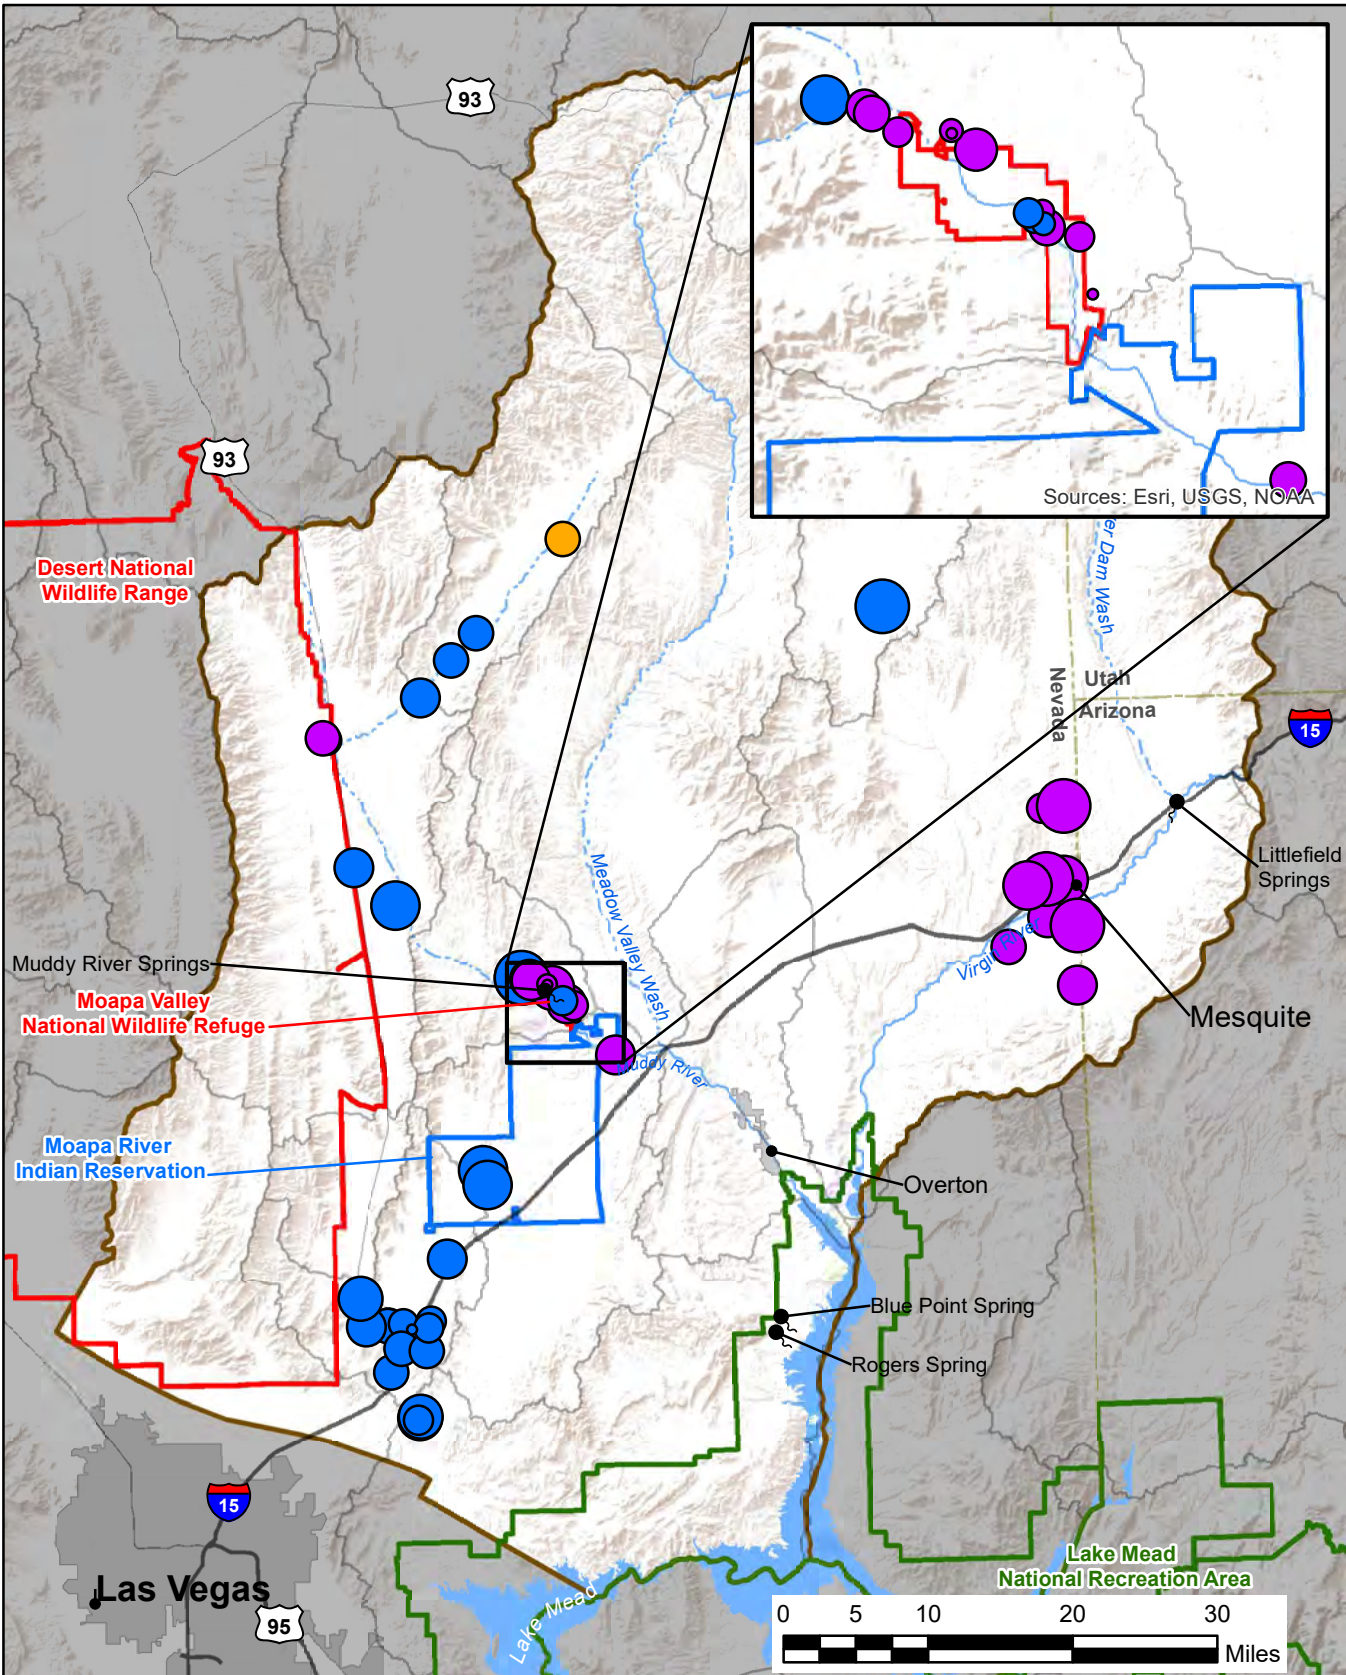 93
93
Sources: Esri, USGS, NOAA
Desert National
Wildlife Range
er Dam Wash
Nevada
Utah
Arizona
15
Littlefield
Springs
Meadow Valley Wash
Virgin River
Muddy River Springs
Moapa Valley
National Wildlife Refuge
Mesquite
Muddy River
Moapa River
Indian Reservation
Overton
Blue Point Spring
Rogers Spring
15
Las Vegas
95
Lake Mead
Lake Mead
National Recreation Area
0 5 10 20 30
Miles